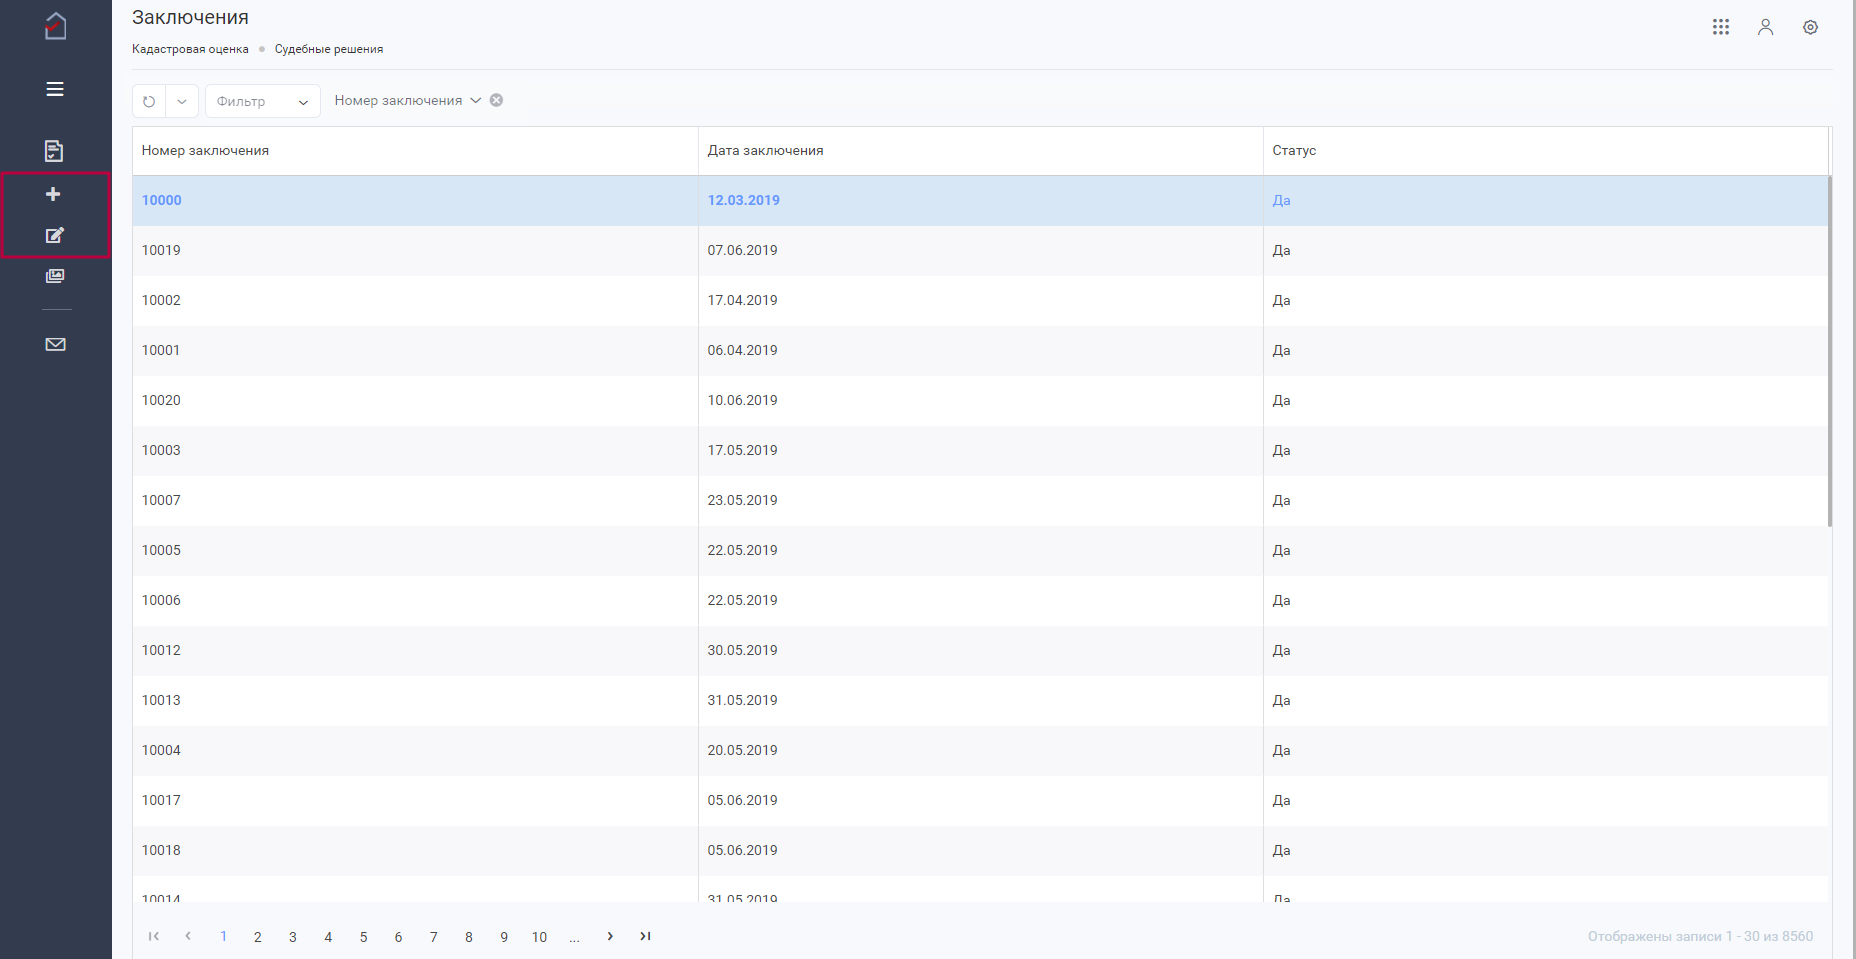 Заключения
Кадастровая оценка Судебные решения
Фильтр Номер заключения
Номер заключения Дата заключения Статус
10000 12.03.2019 Да
10019 07.06.2019 Да
10002 17.04.2019 Да
10001 06.04.2019 Да
10020 10.06.2019 Да
10003 17.05.2019 Да
10007 23.05.2019 Да
10005 22.05.2019 Да
10006 22.05.2019 Да
10012 30.05.2019 Да
10013 31.05.2019 Да
10004 20.05.2019 Да
10017 05.06.2019 Да
10018 05.06.2019 Да
10014 31.05.2019 Да
1 2 3 4 5 6 7 8 9 10 ... Отображены записи 1 - 30 из 8560